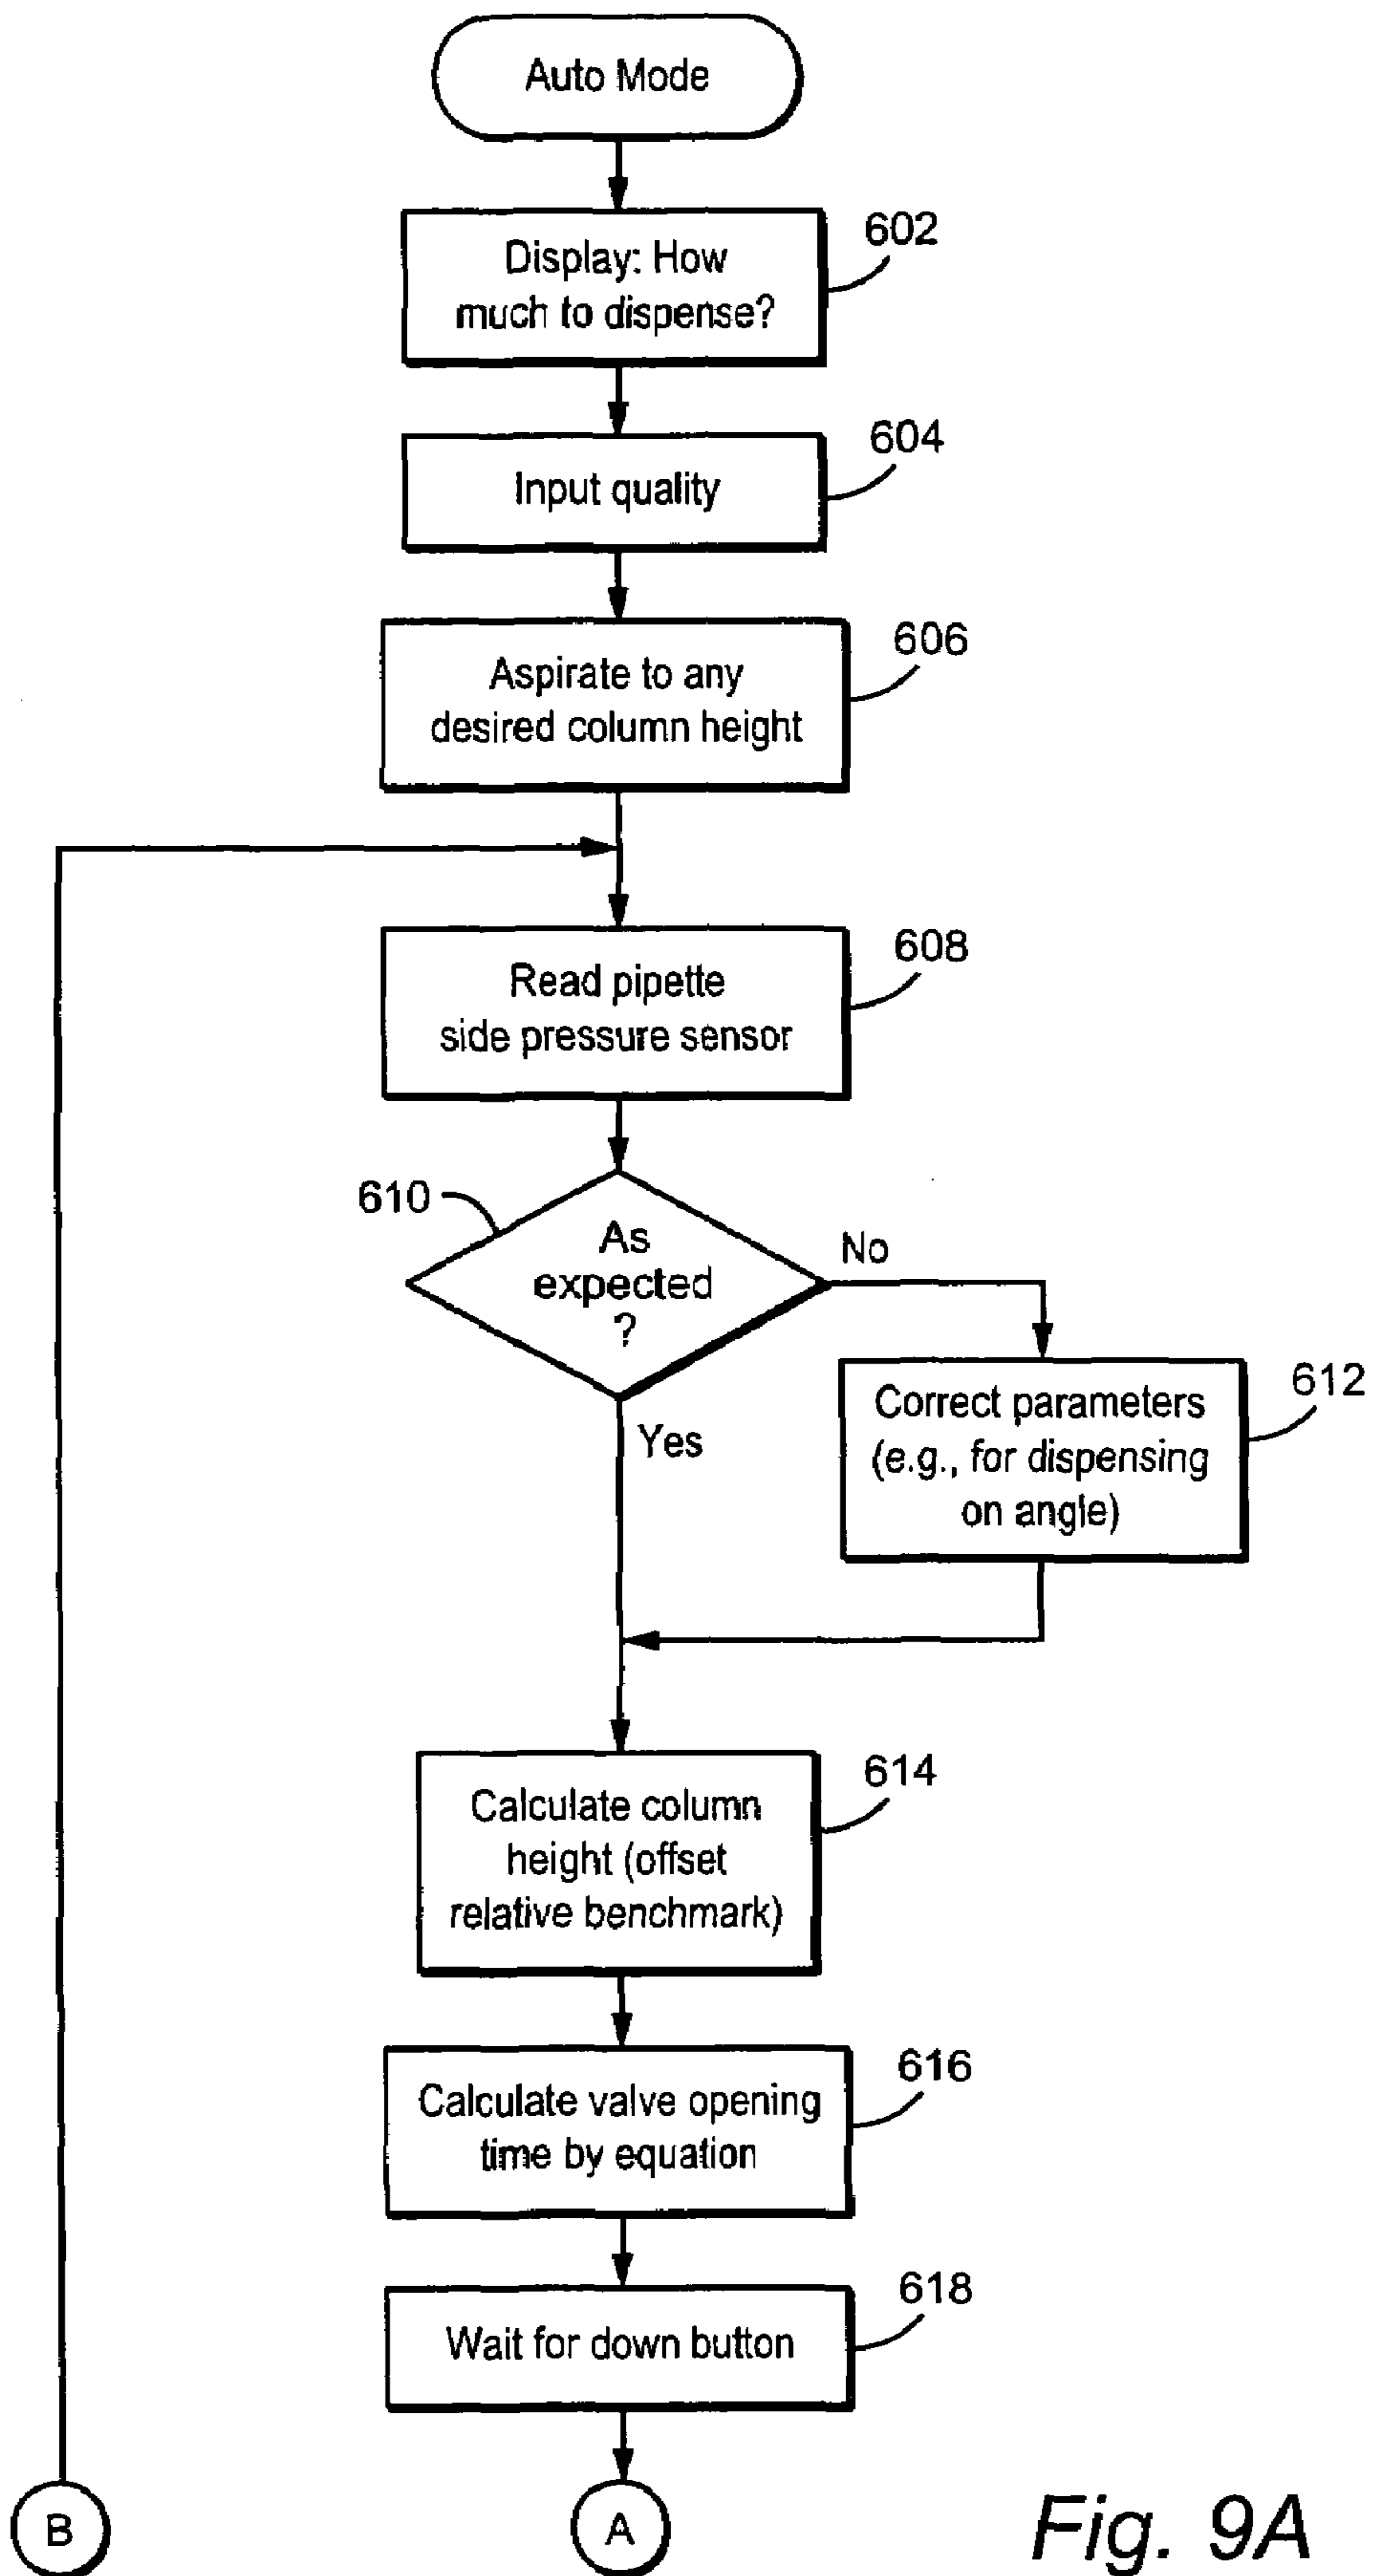 Auto Mode
602
Display: How
much to dispense?
604
Input quality
606
Aspirate to any
desired column height
608
Read pipette
side pressure sensor
610
As
expected
?
No
Yes
612
Correct parameters
(e.g., for dispensing
on angle)
614
Calculate column
height (offset
relative benchmark)
616
Calculate valve opening
time by equation
618
Wait for down button
B
A
Fig. 9A